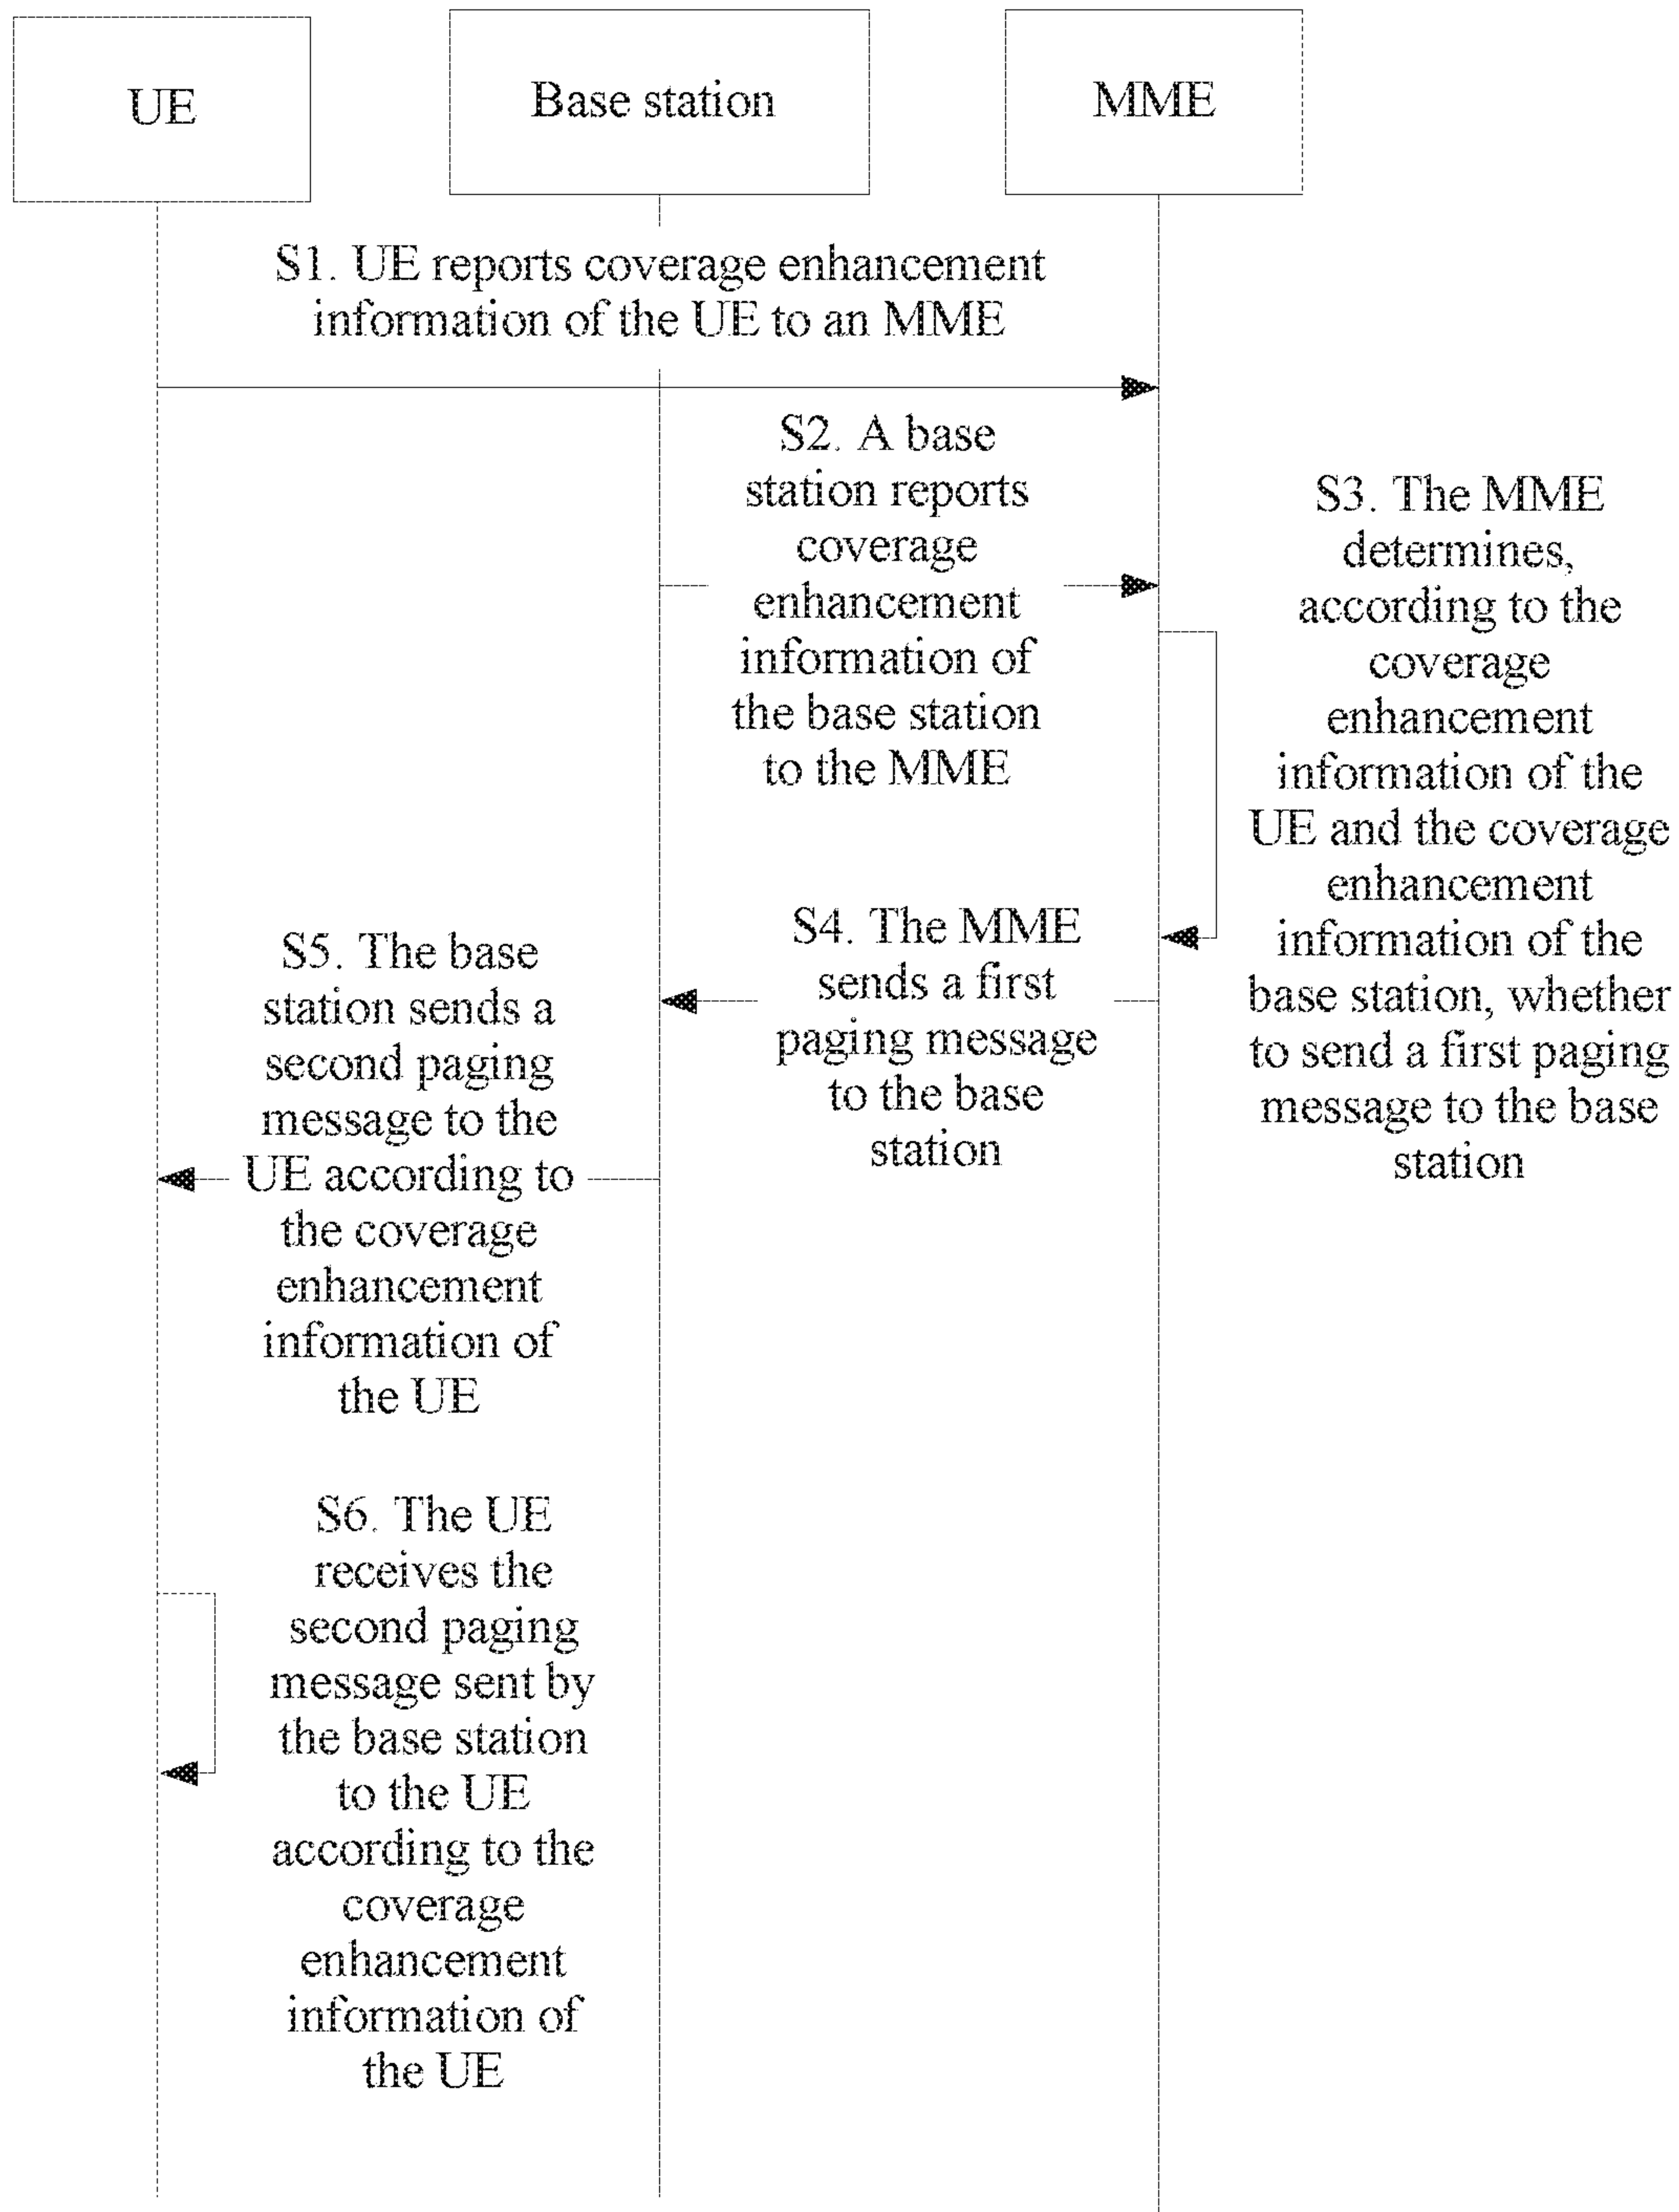 UE
Base station
MME
S1. UE reports coverage enhancement
information of the UE to an MME
S2. A base
station reports
coverage
enhancement
information of
the base station
to the MME
S3. The MME
determines,
according to the
coverage
enhancement
information of the
UE and the coverage
enhancement
information of the
base station, whether
to send a first paging
message to the base
station
S4. The MME
sends a first
paging message
to the base
station
S5. The base
station sends a
second paging
message to the
UE according to
the coverage
enhancement
information of
the UE
S6. The UE
receives the
second paging
message sent by
the base station
to the UE
according to the
coverage
enhancement
information of
the UE